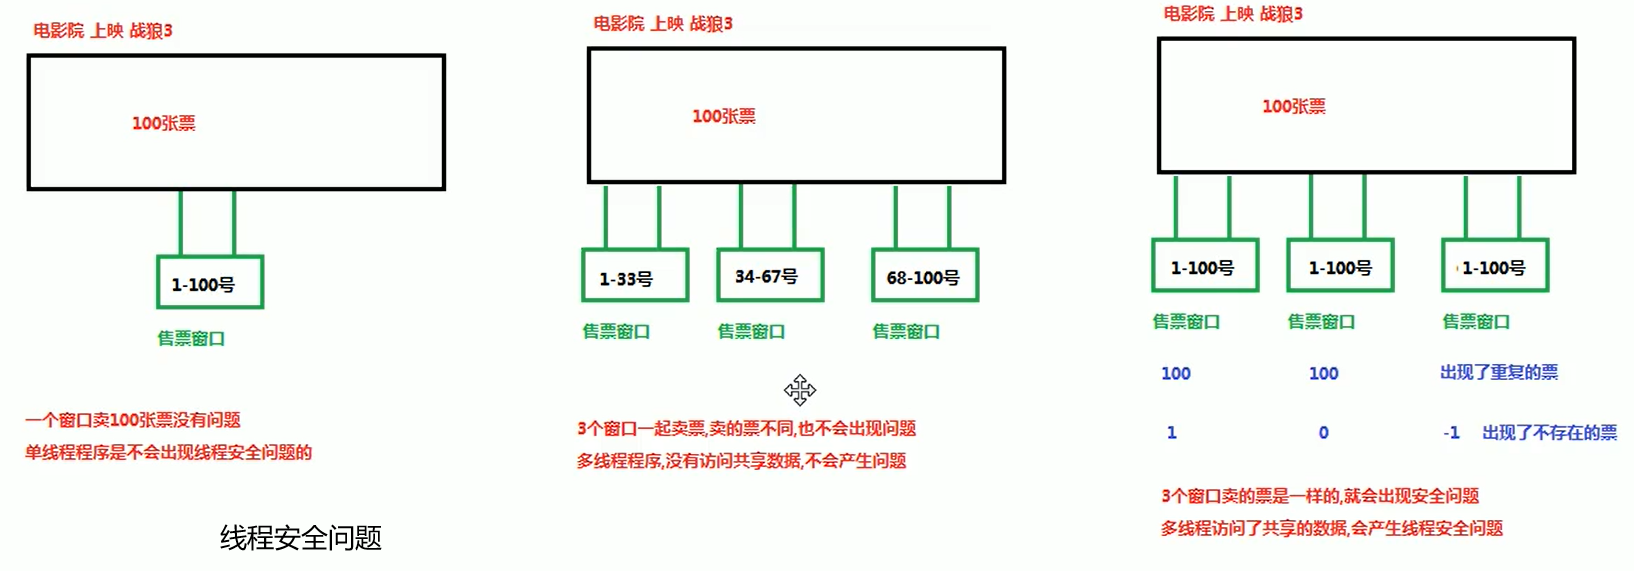 电影院 上映 战狼3
100张票
1-100号
售票窗口
一个窗口卖100张票没有问题
单线程程序是不会出现线程安全问题的
电影院 上映 战狼3
100张票
1-33号 34-67号 68-100号
售票窗口 售票窗口 售票窗口
3个窗口一起卖票,卖的票不同,也不会出现问题
多线程程序,没有访问共享数据,不会产生问题
电影院 上映 战狼3
100张票
1-100号 1-100号 1-100号
售票窗口 售票窗口 售票窗口
100 100 出现了重复的票
1 0 -1 出现了不存在的票
3个窗口卖的票是一样的,就会出现安全问题
多线程访问了共享的数据,会产生线程安全问题
线程安全问题